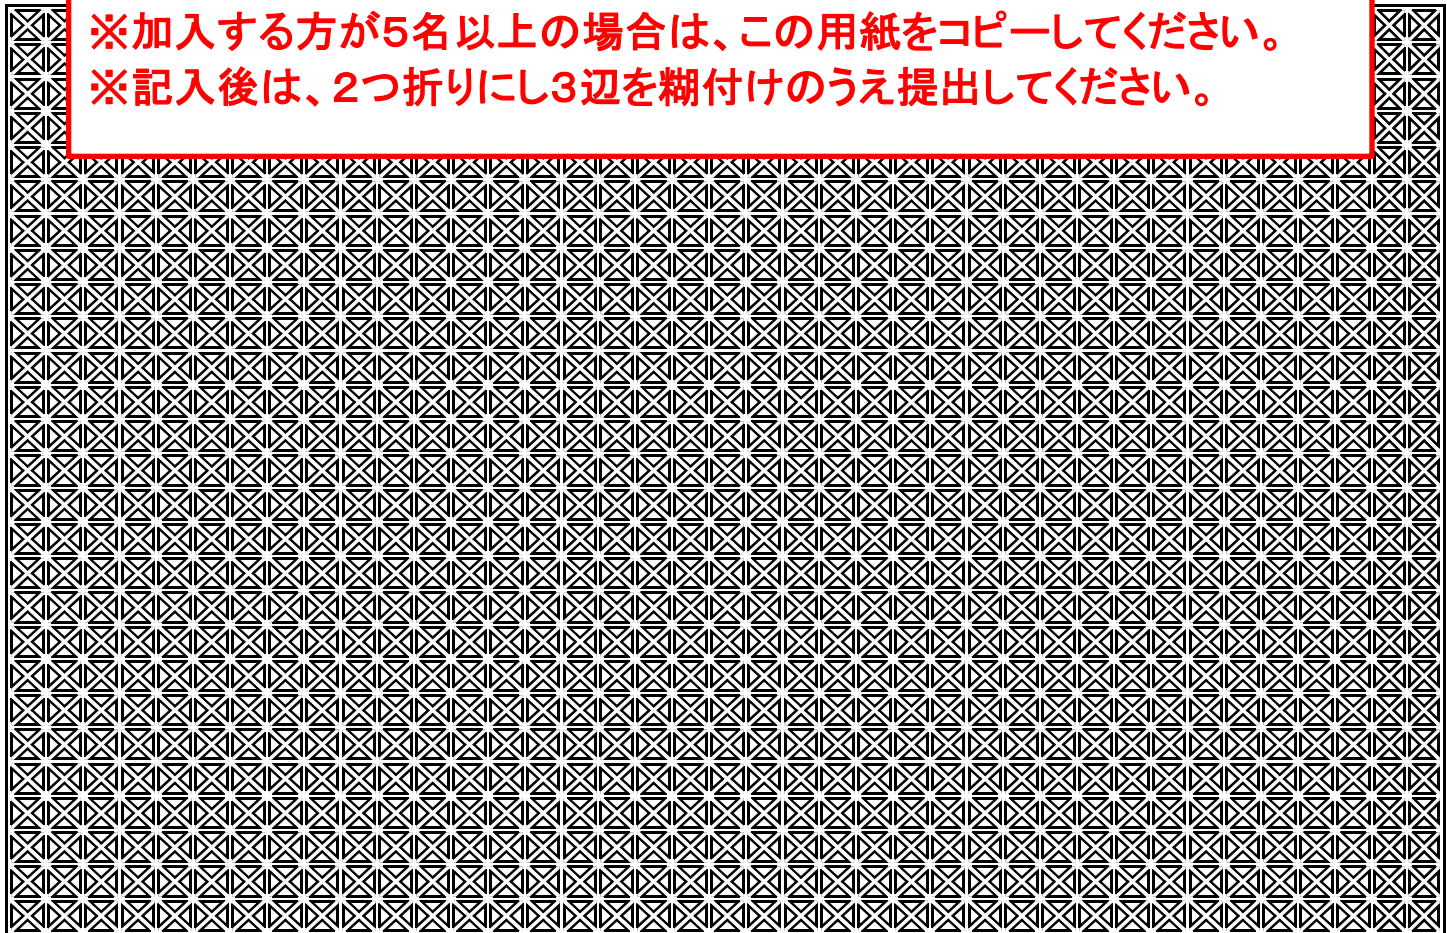 ※加入する方が５名以上の場合は、この用紙をコピーしてください。
※記入後は、２つ折りにし３辺を糊付けのうえ提出してください。